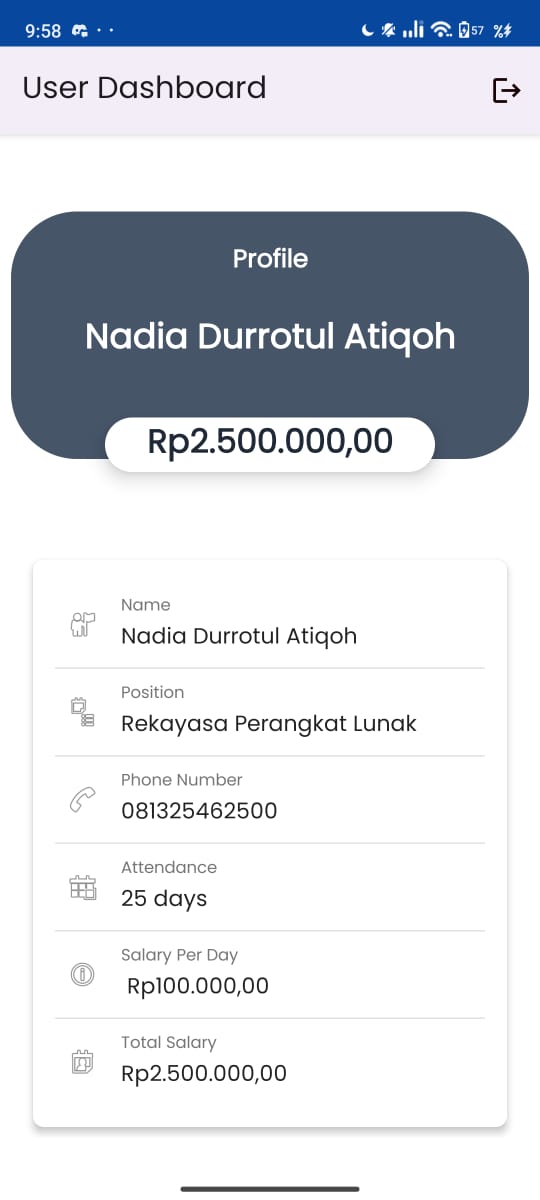 9:58
57 %
User Dashboard
Profile
Nadia Durrotul Atiqoh
Rp2.500.000,00
Name
Nadia Durrotul Atiqoh
Position
Rekayasa Perangkat Lunak
Phone Number
081325462500
Attendance
25 days
Salary Per Day
Rp100.000,00
Total Salary
Rp2.500.000,00